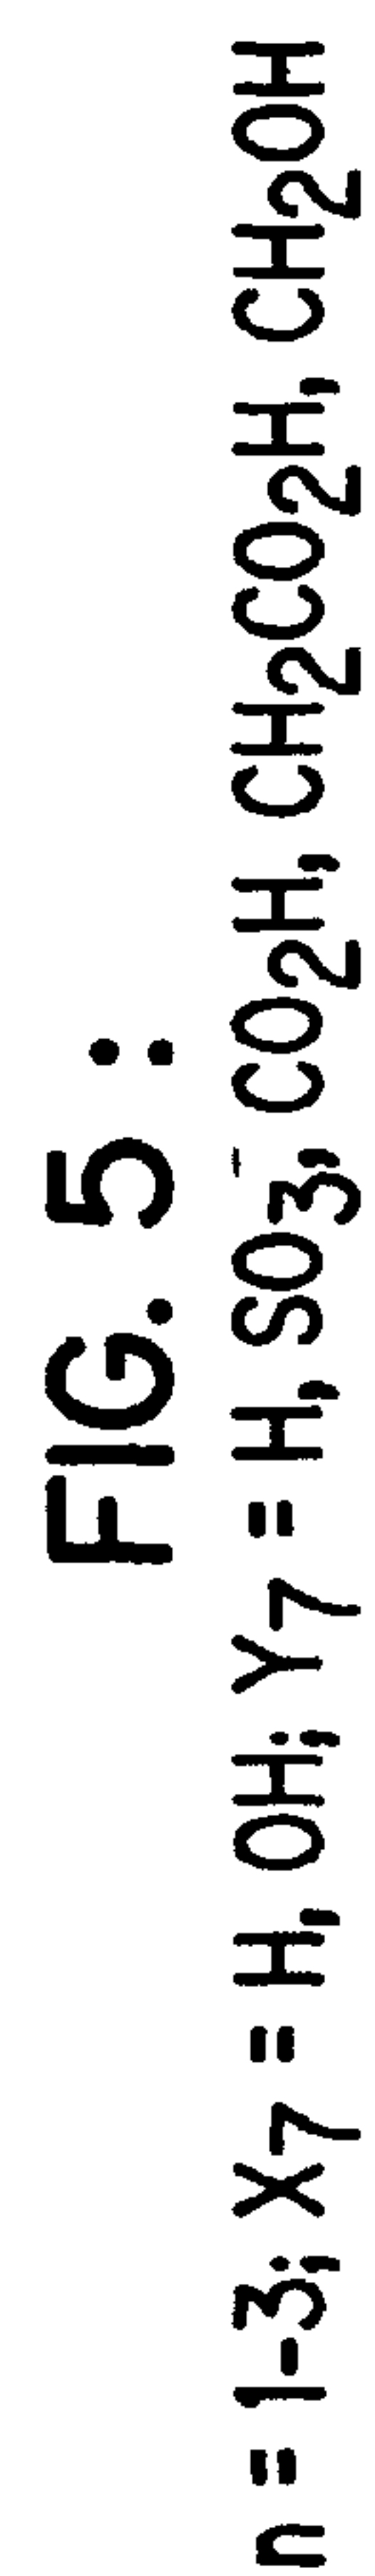 FIG. 5 :
n = 1-3; X₇ = H, OH; Y₇ = H, SO₃⁻, CO₂H, CH₂CO₂H, CH₂OH